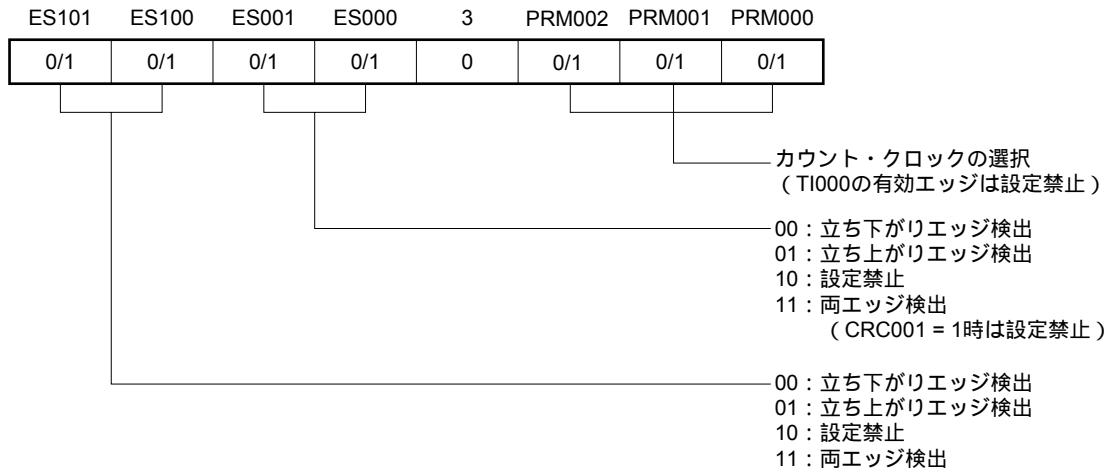 ES101 ES100 ES001 ES000 3 PRM002 PRM001 PRM000
0/1 0/1 0/1 0/1 0 0/1 0/1 0/1
カウント・クロックの選択
（TI000の有効エッジは設定禁止）
00：立ち下がりエッジ検出
01：立ち上がりエッジ検出
10：設定禁止
11：両エッジ検出
（CRC001 = 1時は設定禁止）
00：立ち下がりエッジ検出
01：立ち上がりエッジ検出
10：設定禁止
11：両エッジ検出